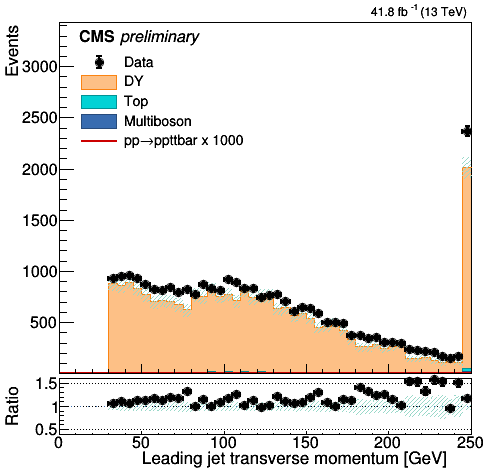 41.8 fb⁻¹ (13 TeV)
CMS preliminary
Data
DY
Top
Multiboson
pp→ppttbar x 1000
Events
3000
2500
2000
1500
1000
500
Ratio
1.5
1
0.5
0 50 100 150 200 250
Leading jet transverse momentum [GeV]